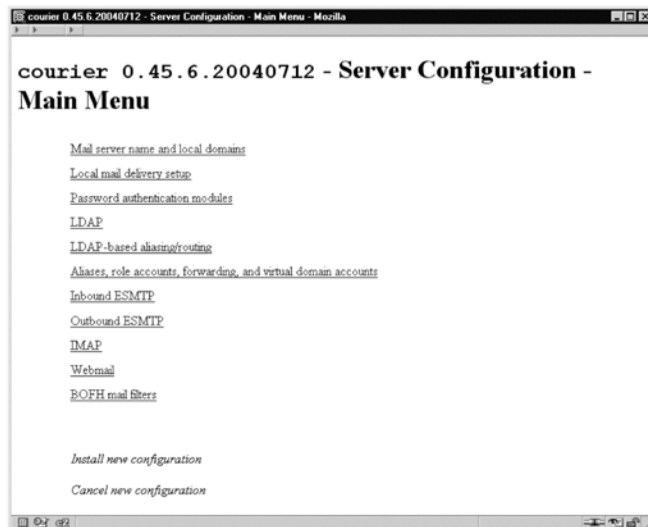 courier 0.45.6.20040712 - Server Configuration - Main Menu - Mozilla
courier 0.45.6.20040712 - Server Configuration -
Main Menu
Mail server name and local domains
Local mail delivery setup
Password authentication modules
LDAP
LDAP-based aliasing/routing
Aliases, role accounts, forwarding, and virtual domain accounts
Inbound ESMTP
Outbound ESMTP
IMAP
Webmail
BOFH mail filters
Install new configuration
Cancel new configuration